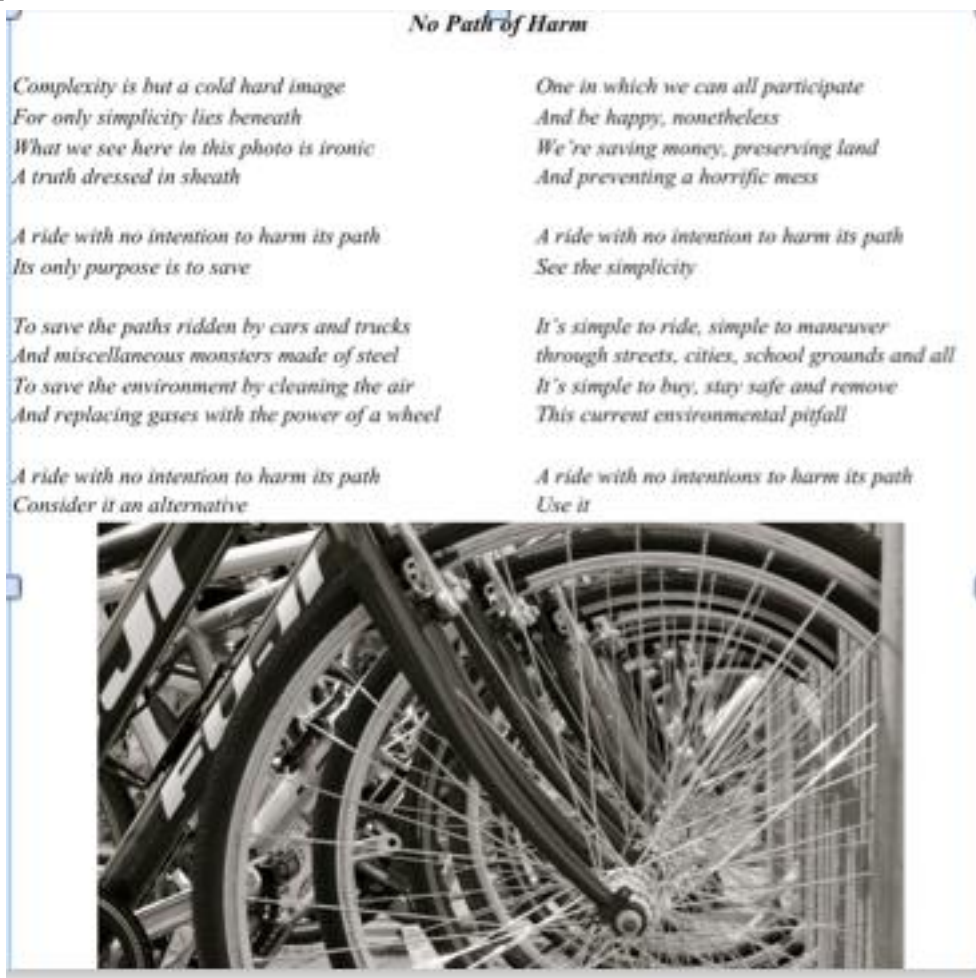 No Path of Harm
Complexity is but a cold hard image
For only simplicity lies beneath
What we see here in this photo is ironic
A truth dressed in sheath
A ride with no intention to harm its path
Its only purpose is to save
To save the paths ridden by cars and trucks
And miscellaneous monsters made of steel
To save the environment by cleaning the air
And replacing gases with the power of a wheel
A ride with no intention to harm its path
Consider it an alternative
One in which we can all participate
And be happy, nonetheless
We're saving money, preserving land
And preventing a horrific mess
A ride with no intention to harm its path
See the simplicity
It's simple to ride, simple to maneuver
through streets, cities, school grounds and all
It's simple to buy, stay safe and remove
This current environmental pitfall
A ride with no intentions to harm its path
Use it